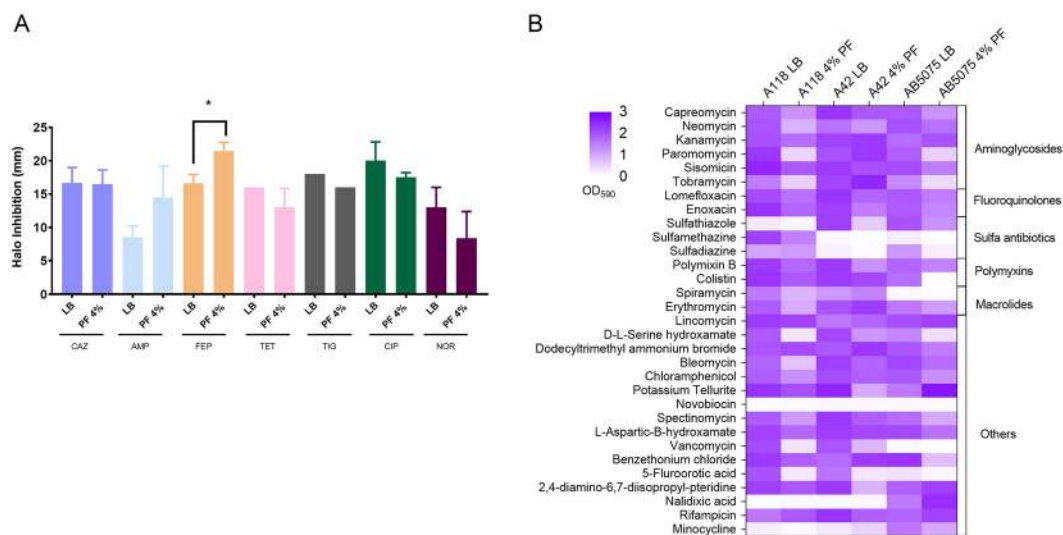 A
B
*
Halo Inhibition (mm)
25
20
15
10
5
0
LB PF 4% LB PF 4% LB PF 4% LB PF 4% LB PF 4% LB PF 4% LB PF 4%
CAZ AMP FEP TET TIG CIP NOR
A118 LB A118 4% PF A42 LB A42 4% PF AB5075 LB AB5075 4% PF
3
2
1
0
OD590
Capreomycin
Neomycin
Kanamycin
Paromomycin
Sisomicin
Tobramycin
Lomefloxacin
Enoxacin
Sulfathiazole
Sulfamethazine
Sulfadiazine
Polymixin B
Colistin
Spiramycin
Erythromycin
Lincomycin
D-L-Serine hydroxamate
Dodecyltrimethyl ammonium bromide
Bleomycin
Chloramphenicol
Potassium Tellurite
Novobiocin
Spectinomycin
L-Aspartic-B-hydroxamate
Vancomycin
Benzethonium chloride
5-Fluroorotic acid
2,4-diamino-6,7-diisopropyl-pteridine
Nalidixic acid
Rifampicin
Minocycline
Aminoglycosides
Fluoroquinolones
Sulfa antibiotics
Polymyxins
Macrolides
Others